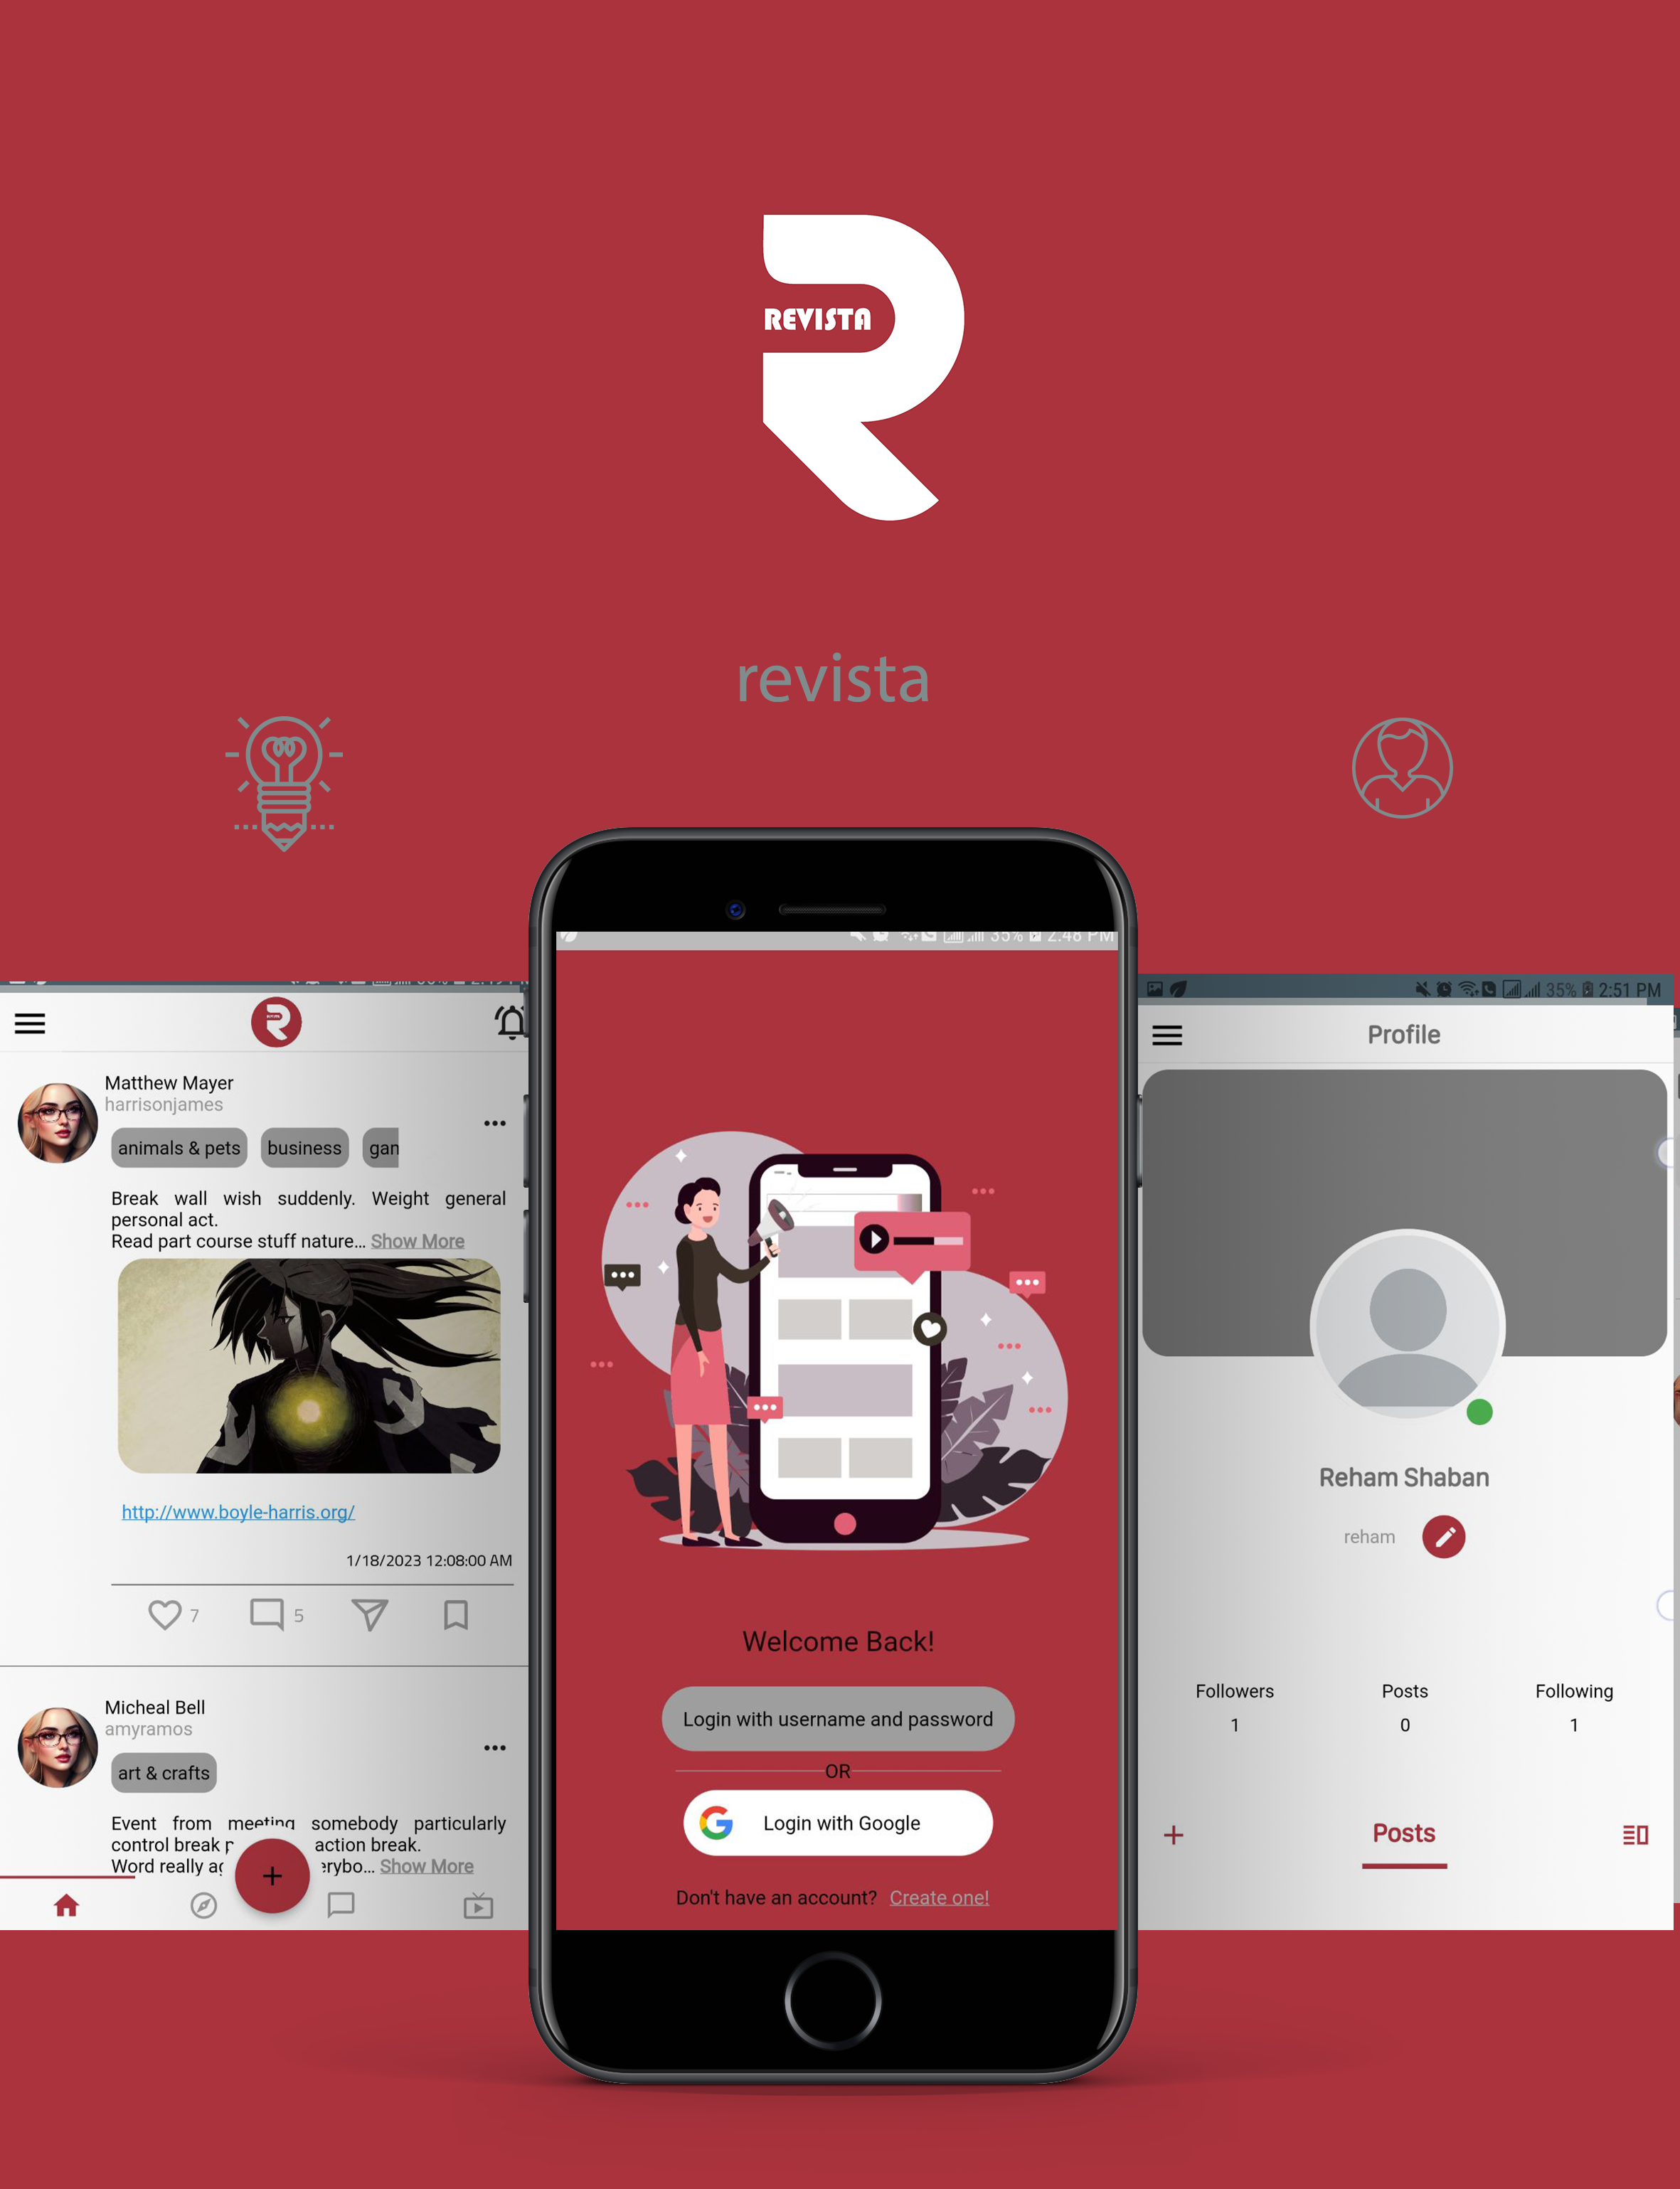 REVISTA
revista
Matthew Mayer
harrisonjames
animals & pets
business
gan
Break wall wish suddenly. Weight general
personal act.
Read part course stuff nature... Show More
http://www.boyle-harris.org/
1/18/2023 12:08:00 AM
7
5
Micheal Bell
amyramos
art & crafts
Event from meeting somebody particularly
control break action break.
Word really Show More
35% 2:48 PM
Welcome Back!
Login with username and password
OR
Login with Google
Don't have an account? Create one!
35% 2:51 PM
Profile
Reham Shaban
reham
Followers
Posts
Following
1
0
1
Posts